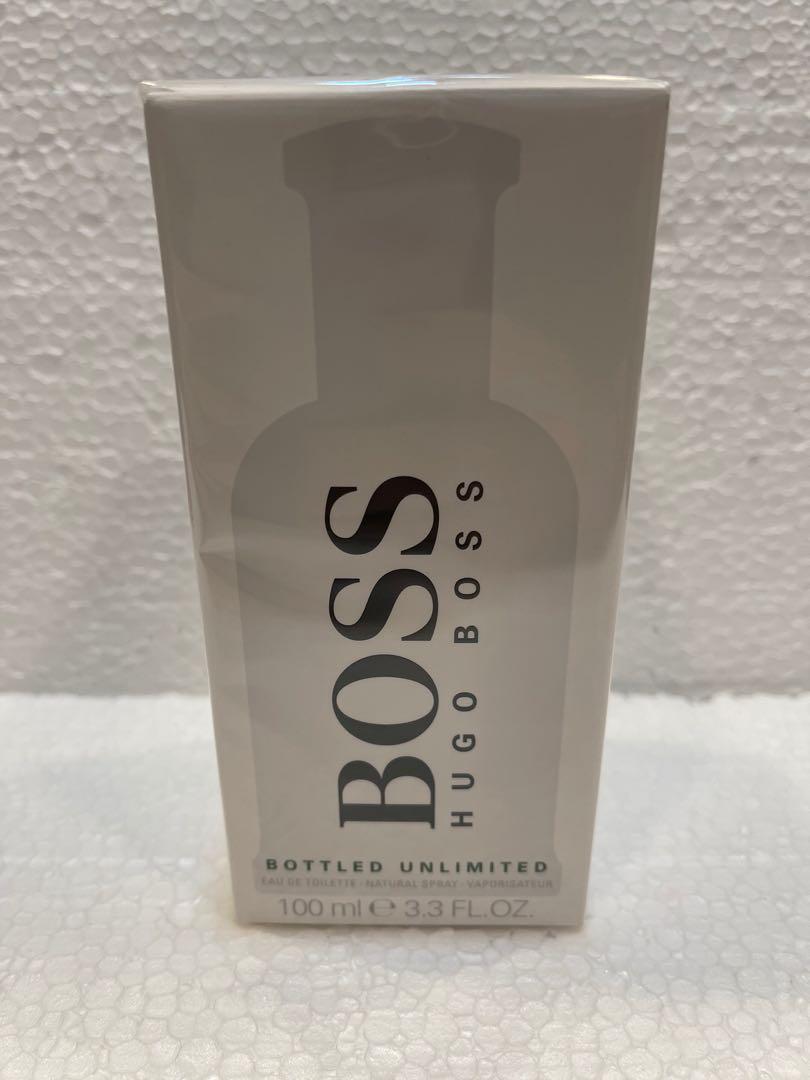 BOSS
HUGO BOSS
BOTTLED UNLIMITED
EAU DE TOILETTE · NATURAL SPRAY · VAPORISATEUR
100 ml ℮ 3.3 FL.OZ.